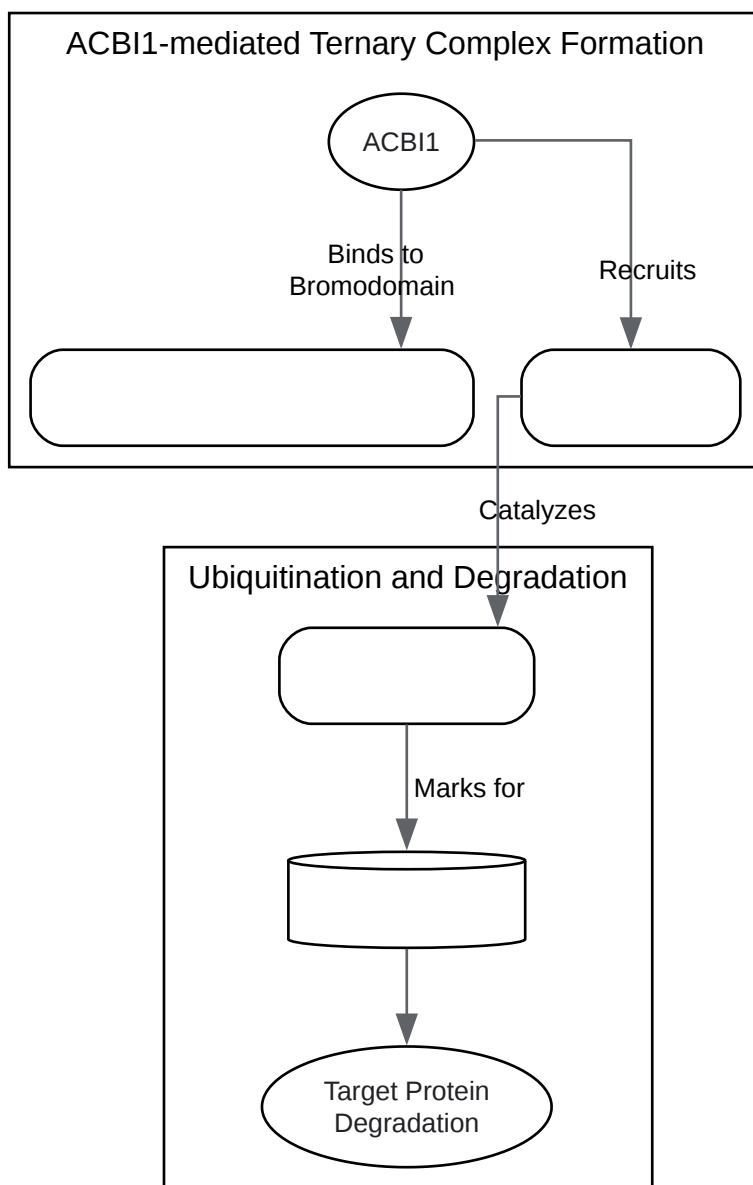 ACBI1-mediated Ternary Complex Formation
ACBI1
Binds to
Bromodomain
Recruits
Catalyzes
Ubiquitination and Degradation
Marks for
Target Protein
Degradation